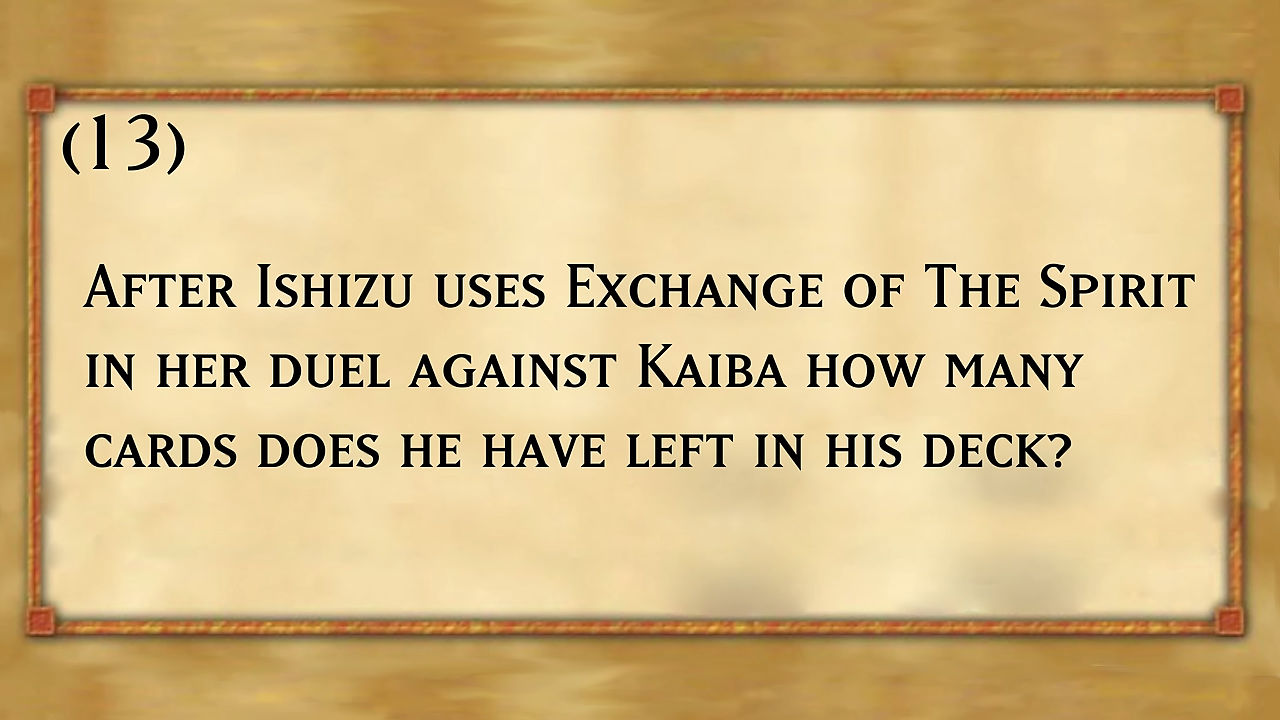 (13)
After Ishizu uses Exchange of The Spirit
in her duel against Kaiba how many
cards does he have left in his deck?